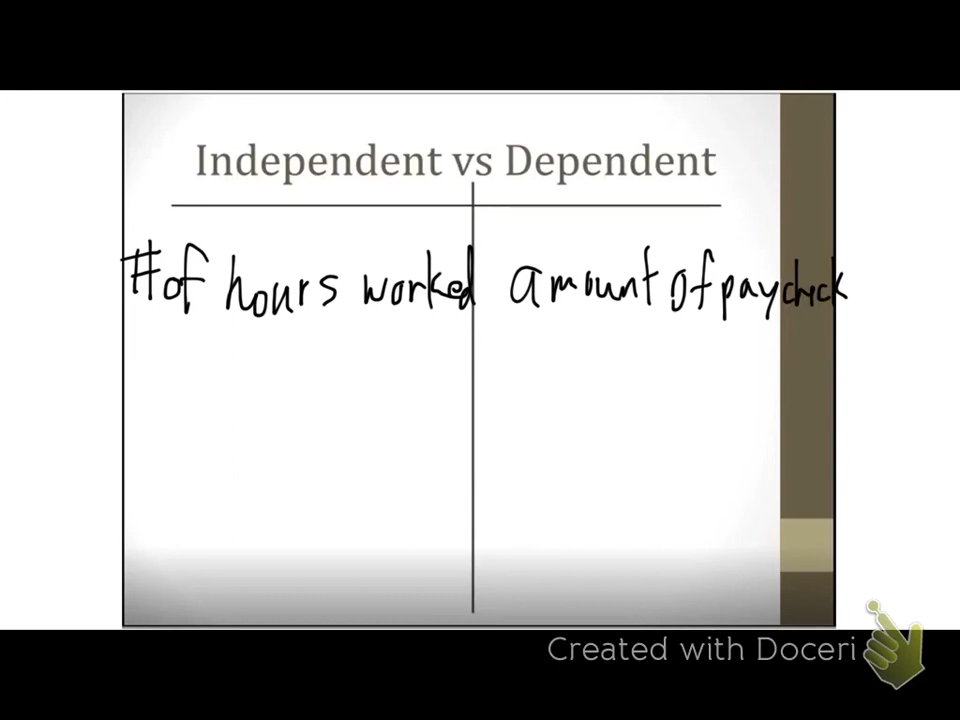 Independent vs Dependent
# of hours worked amount of paycheck
Created with Doceri